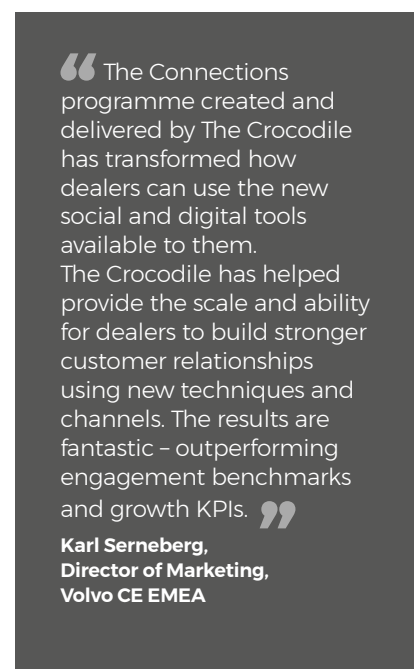 “ The Connections
programme created and
delivered by The Crocodile
has transformed how
dealers can use the new
social and digital tools
available to them.
The Crocodile has helped
provide the scale and ability
for dealers to build stronger
customer relationships
using new techniques and
channels. The results are
fantastic – outperforming
engagement benchmarks
and growth KPIs. ”
Karl Serneberg,
Director of Marketing,
Volvo CE EMEA